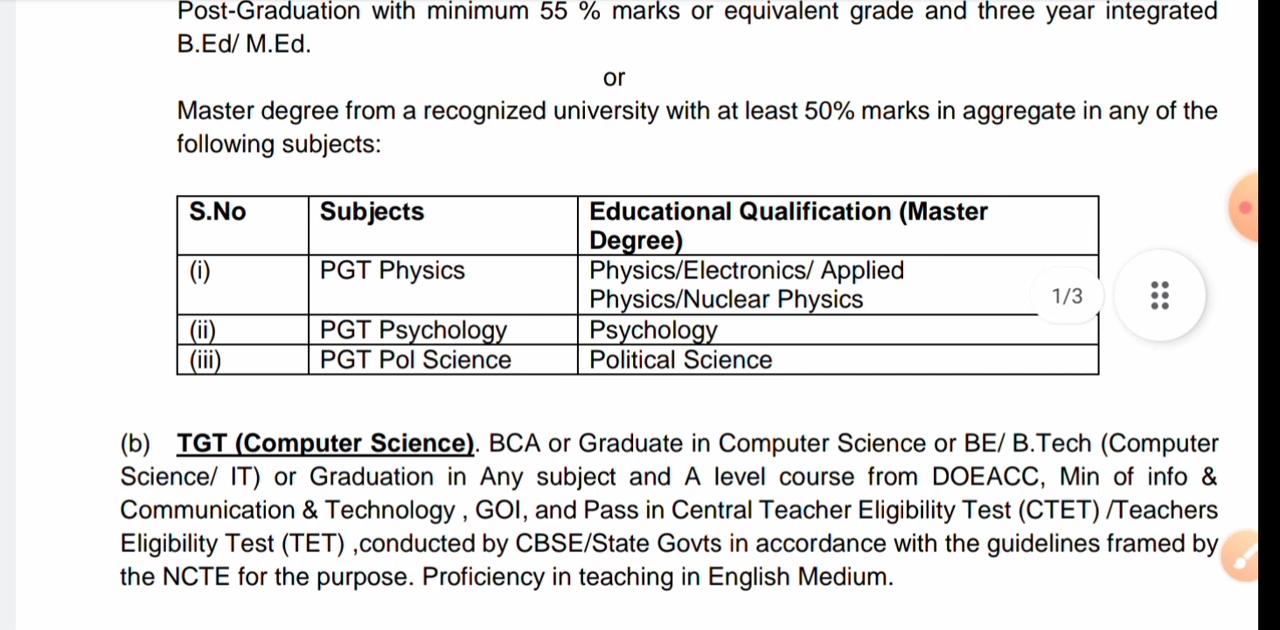 Post-Graduation with minimum 55 % marks or equivalent grade and three year integrated
B.Ed/ M.Ed.
or
Master degree from a recognized university with at least 50% marks in aggregate in any of the
following subjects:
S.No Subjects Educational Qualification (Master
Degree)
(i) PGT Physics Physics/Electronics/ Applied
Physics/Nuclear Physics
1/3
(ii) PGT Psychology Psychology
(iii) PGT Pol Science Political Science
(b) TGT (Computer Science). BCA or Graduate in Computer Science or BE/ B.Tech (Computer
Science/ IT) or Graduation in Any subject and A level course from DOEACC, Min of info &
Communication & Technology , GOI, and Pass in Central Teacher Eligibility Test (CTET) /Teachers
Eligibility Test (TET) ,conducted by CBSE/State Govts in accordance with the guidelines framed by
the NCTE for the purpose. Proficiency in teaching in English Medium.